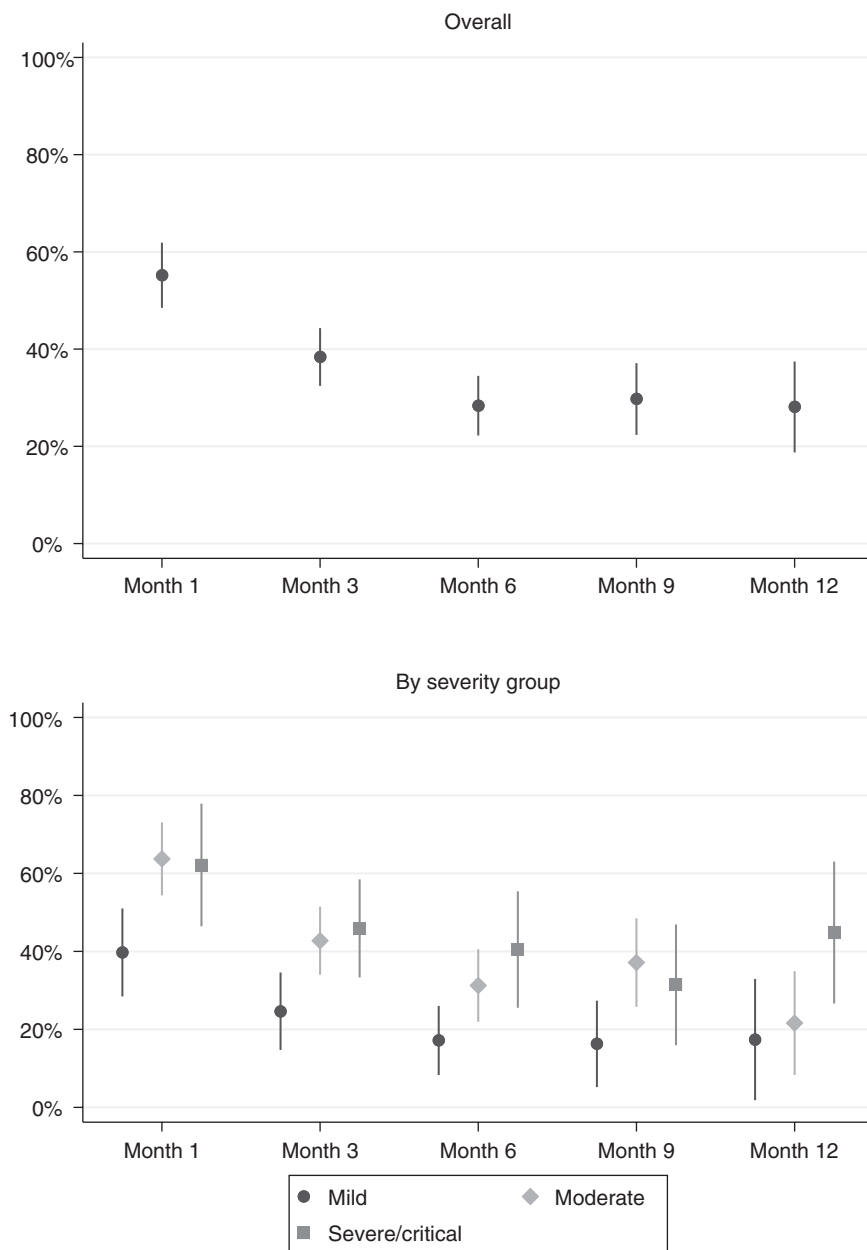 Overall
100%
80%
60%
40%
20%
0%
Month 1 Month 3 Month 6 Month 9 Month 12
By severity group
100%
80%
60%
40%
20%
0%
Month 1 Month 3 Month 6 Month 9 Month 12
Mild Moderate
Severe/critical